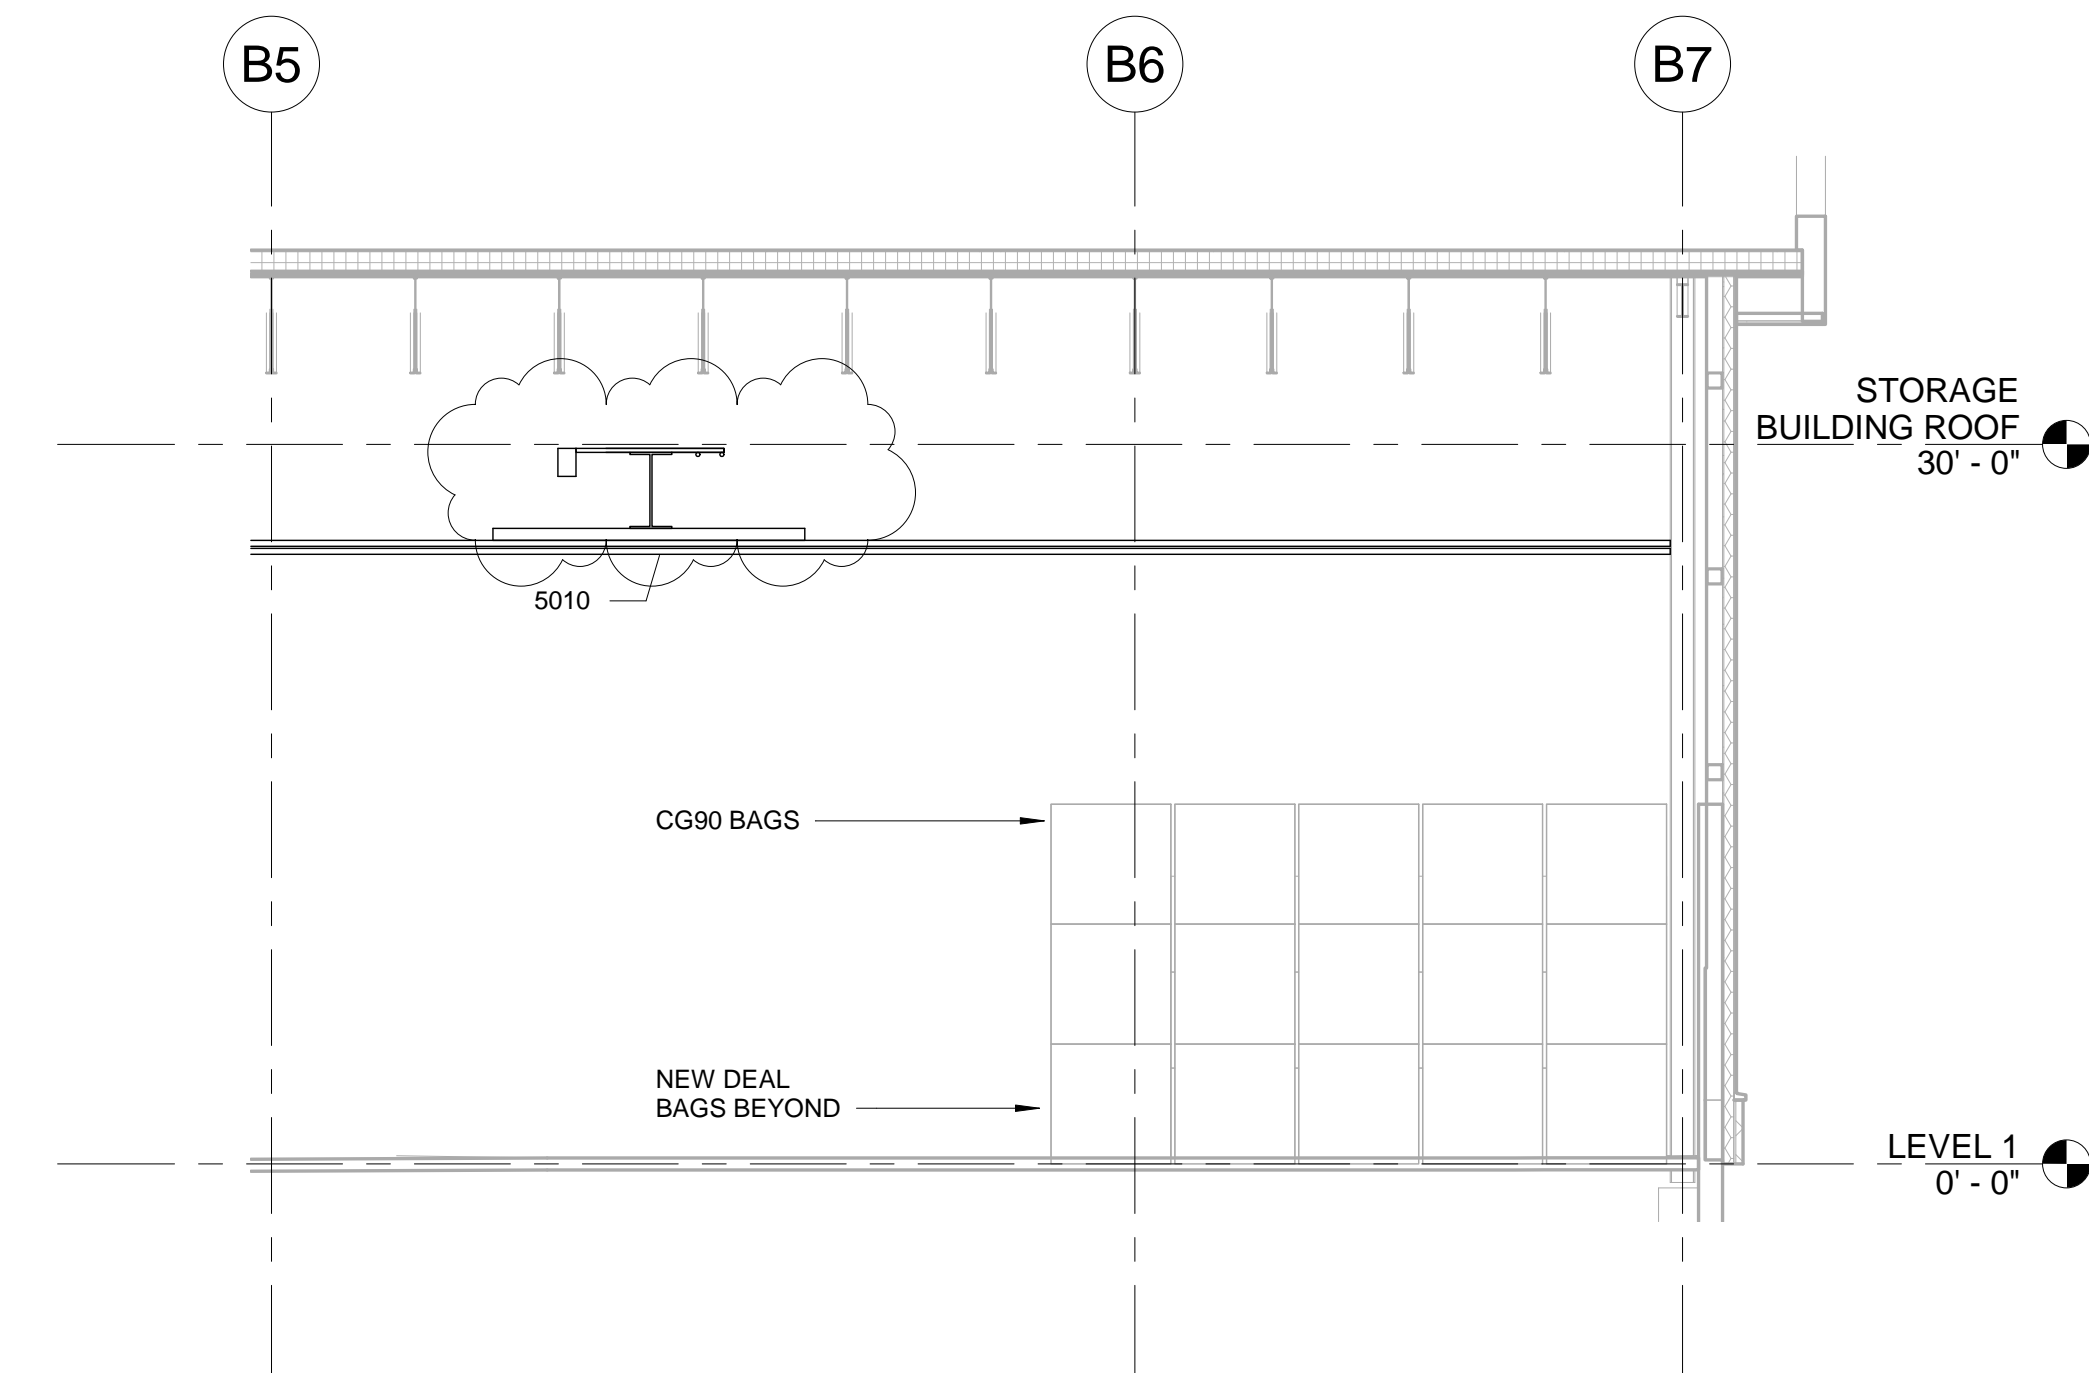 B5
B6
B7
STORAGE
BUILDING ROOF
30' - 0"
5010
CG90 BAGS
NEW DEAL
BAGS BEYOND
LEVEL 1
0' - 0"